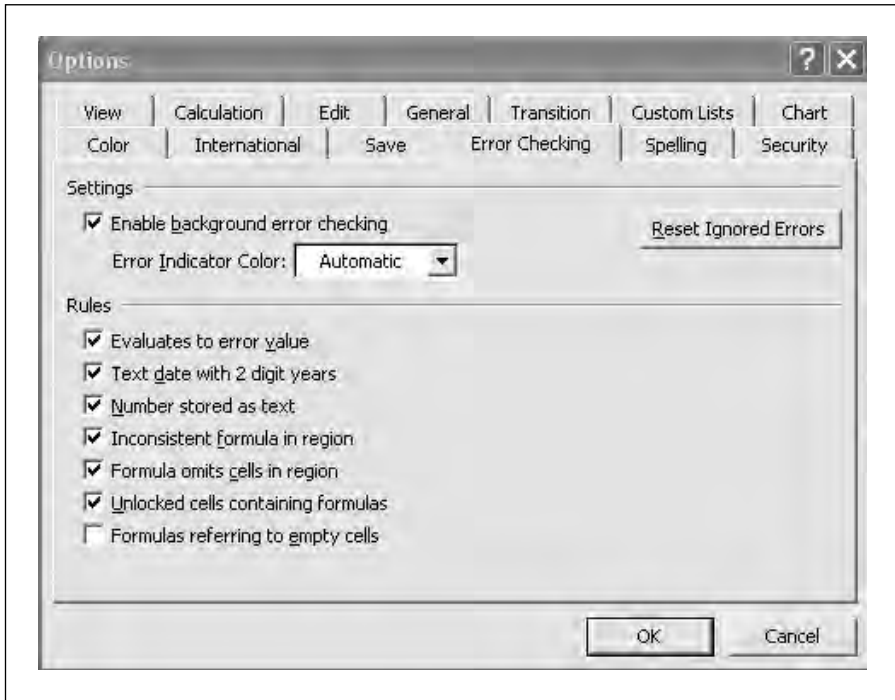 Options
View Calculation Edit General Transition Custom Lists Chart
Color International Save Error Checking Spelling Security
Settings
Enable background error checking
Reset Ignored Errors
Error Indicator Color: Automatic
Rules
Evaluates to error value
Text date with 2 digit years
Number stored as text
Inconsistent formula in region
Formula omits cells in region
Unlocked cells containing formulas
Formulas referring to empty cells
OK Cancel